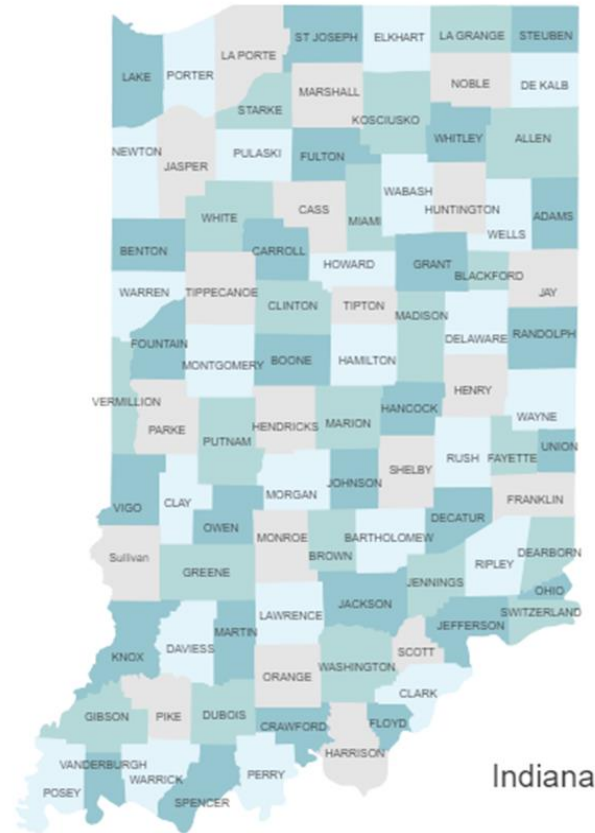 ST JOSEPH
ELKHART
LA GRANGE
STEUBEN
LA PORTE
LAKE
PORTER
NOBLE
DE KALB
MARSHALL
STARKE
KOSCIUSKO
WHITLEY
ALLEN
NEWTON
JASPER
PULASKI
FULTON
WABASH
HUNTINGTON
WHITE
CASS
MIAMI
WELLS
ADAMS
BENTON
CARROLL
HOWARD
GRANT
BLACKFORD
JAY
WARREN
TIPPECANOE
CLINTON
TIPTON
MADISON
DELAWARE
RANDOLPH
FOUNTAIN
MONTGOMERY
BOONE
HAMILTON
HENRY
VERMILLION
PARKE
PUTNAM
HENDRICKS
MARION
HANCOCK
WAYNE
RUSH
FAYETTE
UNION
SHELBY
VIGO
CLAY
MORGAN
JOHNSON
FRANKLIN
OWEN
DECATUR
Sullivan
GREENE
MONROE
BROWN
BARTHOLOMEW
RIPLEY
DEARBORN
JENNINGS
OHIO
SWITZERLAND
JACKSON
JEFFERSON
LAWRENCE
MARTIN
DAVIESS
KNOX
SCOTT
WASHINGTON
ORANGE
CLARK
GIBSON
PIKE
DUBOIS
CRAWFORD
FLOYD
HARRISON
VANDERBURGH
WARRICK
PERRY
POSEY
SPENCER
Indiana